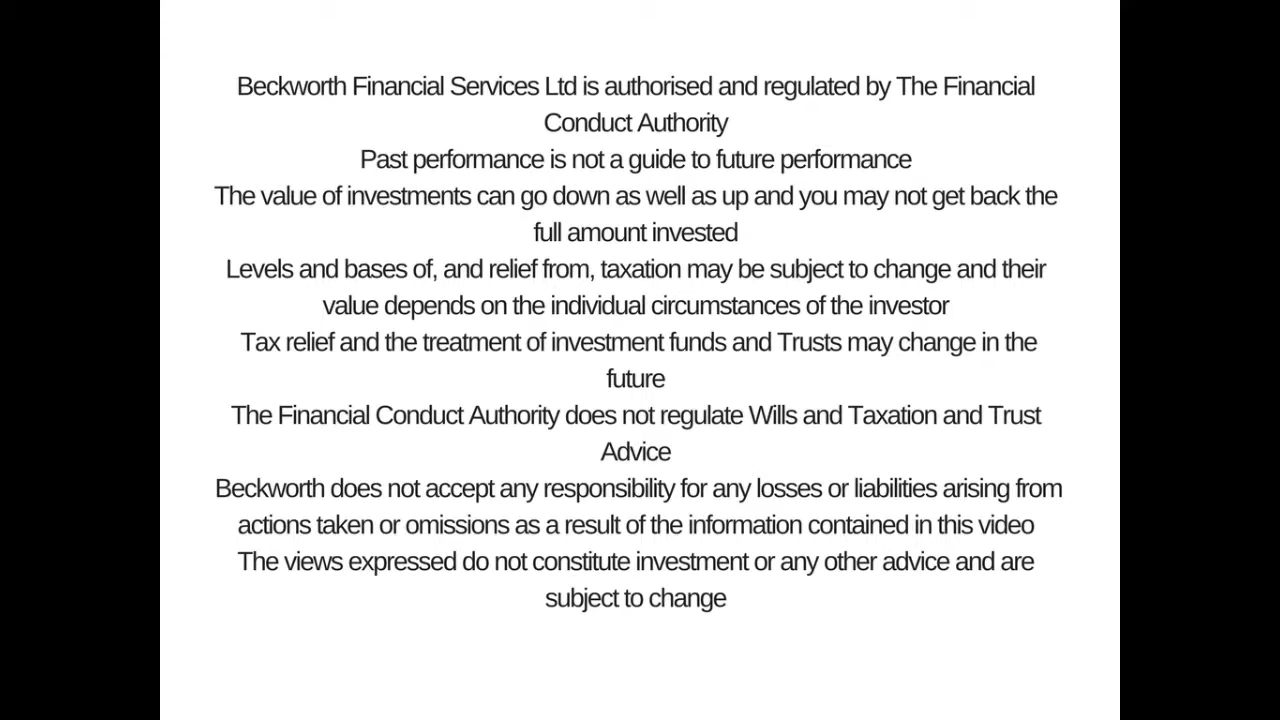 Beckworth Financial Services Ltd is authorised and regulated by The Financial
Conduct Authority
Past performance is not a guide to future performance
The value of investments can go down as well as up and you may not get back the
full amount invested
Levels and bases of, and relief from, taxation may be subject to change and their
value depends on the individual circumstances of the investor
Tax relief and the treatment of investment funds and Trusts may change in the
future
The Financial Conduct Authority does not regulate Wills and Taxation and Trust
Advice
Beckworth does not accept any responsibility for any losses or liabilities arising from
actions taken or omissions as a result of the information contained in this video
The views expressed do not constitute investment or any other advice and are
subject to change